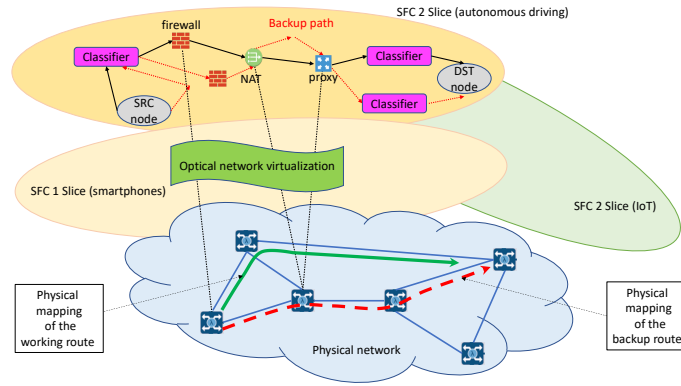 SFC 2 Slice (autonomous driving)
firewall
Backup path
Classifier
Classifier
NAT
proxy
DST
node
SRC
node
Classifier
Optical network virtualization
SFC 1 Slice (smartphones)
SFC 2 Slice (IoT)
Physical
mapping
of the
working route
Physical
mapping
of the
backup route
Physical network